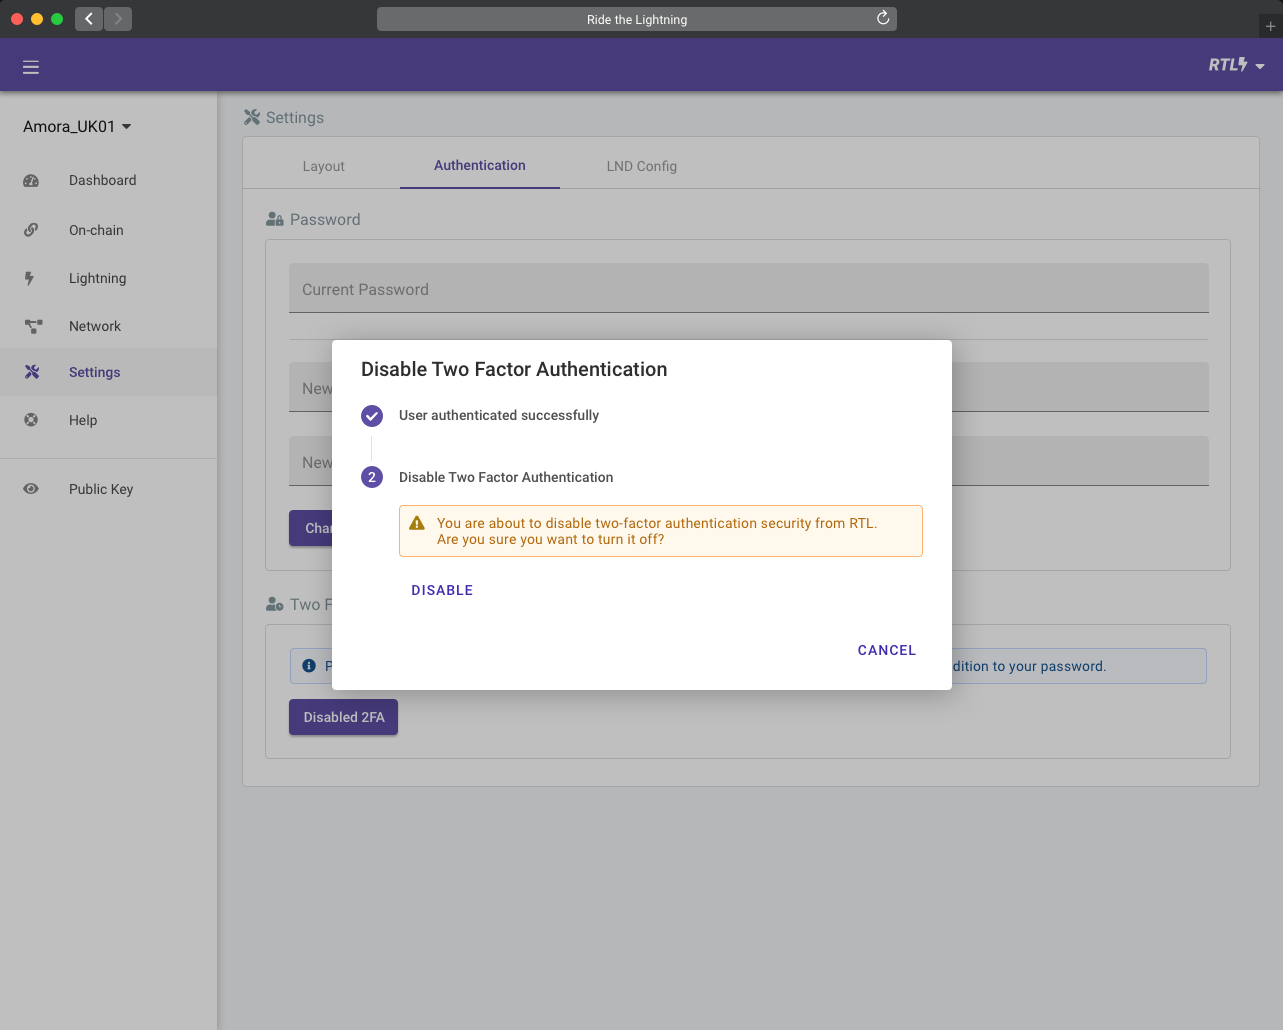 Ride the Lightning
RTL
Amora_UK01
Dashboard
On-chain
Lightning
Network
Settings
Help
Public Key
Settings
Layout
Authentication
LND Config
Password
Current Password
New
New
Disable Two Factor Authentication
User authenticated successfully
2
Disable Two Factor Authentication
You are about to disable two-factor authentication security from RTL.
Are you sure you want to turn it off?
DISABLE
CANCEL
Two F
dition to your password.
Disabled 2FA